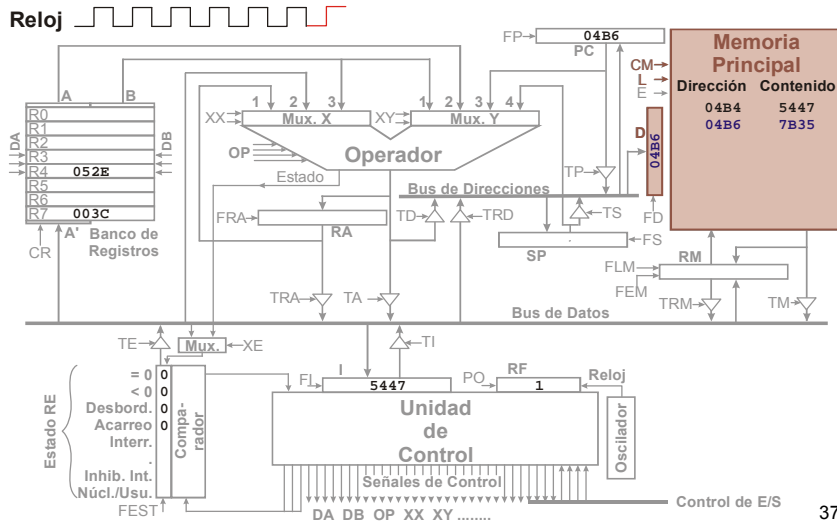 Reloj
FP
04B6
PC
Memoria
Principal
CM
L
E
Dirección Contenido
04B4 5447
04B6 7B35
A B
1 2 3 1 2 3 4
XX Mux. X XY Mux. Y
D
04B6
DA
DB
R0
R1
R2
R3
R4 052E
R5
R6
R7 003C
OP
Operador
Estado
TP
Bus de Direcciones
FD
A'
Banco de
Registros
CR
FRA
RA
TD
TRD
TS
FS
SP
RM
FLM
FEM
TRA
TA
TRM
TM
Bus de Datos
TE
Mux.
XE
TI
I
FI
5447
PO
RF
1
Reloj
Estado RE
= 0 0
< 0 0
Desbord. 0
Acarreo 0
Interr.
.
Inhib. Int.
Núcl./Usu.
FEST
Compa-
rador
Unidad
de
Control
Oscilador
Señales de Control
DA DB OP XX XY ........
Control de E/S
37